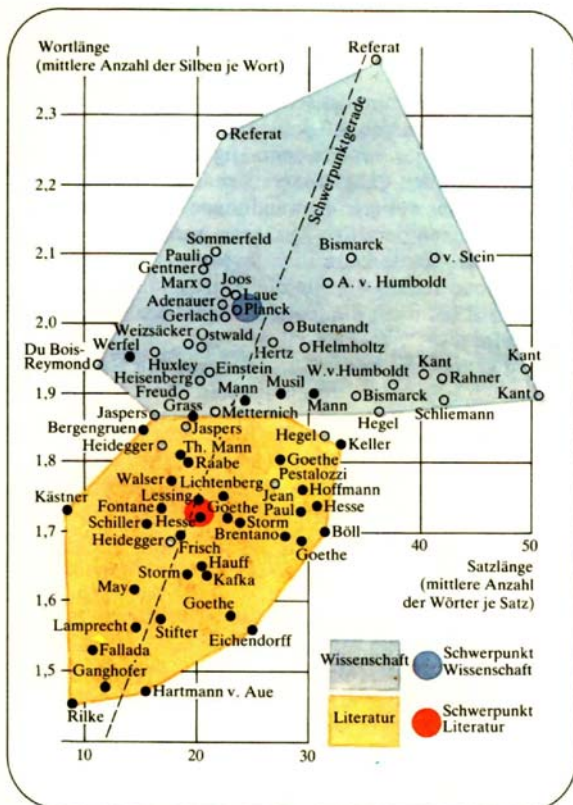 Wortlänge
(mittlere Anzahl der Silben je Wort)
Referat
2.3
Referat
Schwerpunktgerade
2.2
2.1
Sommerfeld
Pauli
Gentner
Marx
Joos
Laue
Bismarck
v. Stein
A. v. Humboldt
Adenauer
Planck
Gerlach
2.0
Butenandt
Weizsäcker
Ostwald
Werfel
Du Bois-
Reymond
Huxley
Hertz
Helmholtz
Kant
Einstein
W.v.Humboldt
Kant
Heisenberg
Rahner
Freud
Mann
Musil
1.9
Mann
Bismarck
Kant
Grass
Metternich
Hegel
Schliemann
Jaspers
Bergengruen
Jaspers
Hegel
Heidegger
Th. Mann
Keller
1,8
Raabe
Goethe
Walser
Lichtenberg
Pestalozzi
Kästner
Lessing
Jean
Paul
Hoffmann
Fontane
Goethe
Hesse
1.7
Schiller
Hesse
Storm
Böll
Heidegger
Frisch
Brentano
Goethe
Hauff
20
30
40
50
Storm
Kafka
Satzlänge
(mittlere Anzahl
der Wörter je Satz)
May
1,6
Goethe
Lamprecht
Stifter
Eichendorff
Fallada
1,5
Ganghofer
Hartmann v. Aue
Rilke
Wissenschaft
Schwerpunkt
Wissenschaft
Literatur
Schwerpunkt
Literatur
10
20
30